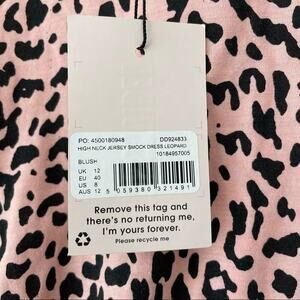 PO: 4500180948 DD924833
HIGH NECK JERSEY SMOCK DRESS LEOPARD
10184957005
BLUSH
UK 12
EU 40
US 8
AUS 12
5 059380 321491
Remove this tag and
there's no returning me,
I'm yours forever.
Please recycle me